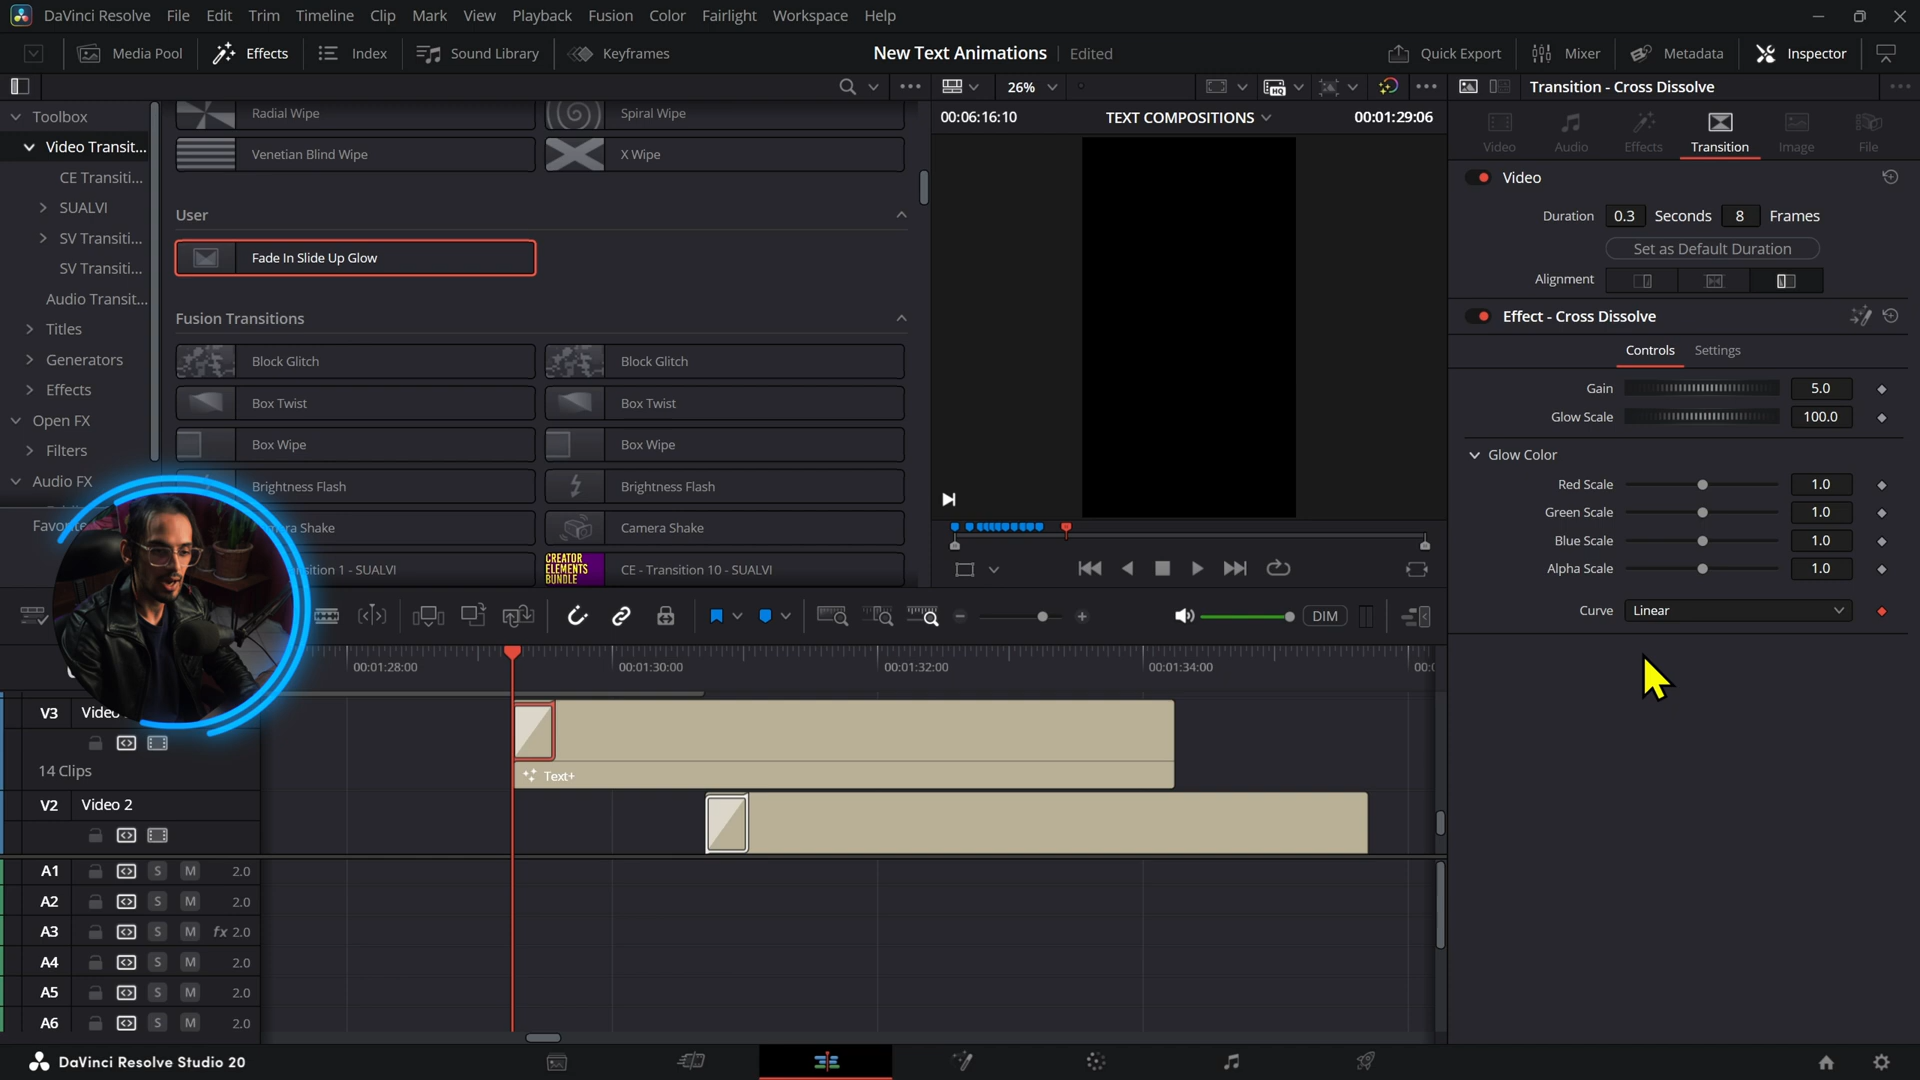 DaVinci Resolve File Edit Trim Timeline Clip Mark View Playback Fusion Color Fairlight Workspace Help
Media Pool Effects Index Sound Library Keyframes New Text Animations Edited Quick Export Mixer Metadata Inspector
26% Transition - Cross Dissolve
00:06:16:10 TEXT COMPOSITIONS 00:01:29:06
Toolbox
Video Transit...
CE Transiti...
SUALVI
SV Transiti...
SV Transiti...
Audio Transit...
Titles
Generators
Effects
Open FX
Filters
Audio FX
Radial Wipe Spiral Wipe
Venetian Blind Wipe X Wipe
User
Fade In Slide Up Glow
Fusion Transitions
Block Glitch Block Glitch
Box Twist Box Twist
Box Wipe Box Wipe
Brightness Flash Brightness Flash
Camera Shake
CREATOR
ELEMENTS
BUNDLE
CE - Transition 10 - SUALVI
Video Audio Effects Transition Image File
Video
Duration 0.3 Seconds 8 Frames
Set as Default Duration
Alignment
Effect - Cross Dissolve
Controls Settings
Gain 5.0
Glow Scale 100.0
Glow Color
Red Scale 1.0
Green Scale 1.0
Blue Scale 1.0
Alpha Scale 1.0
Curve Linear
DIM
00:01:28:00 00:01:30:00 00:01:32:00 00:01:34:00
V3
14 Clips
Text+
V2 Video 2
A1 S M 2.0
A2 S M 2.0
A3 S M fx 2.0
A4 S M 2.0
A5 S M 2.0
A6 S M 2.0
DaVinci Resolve Studio 20